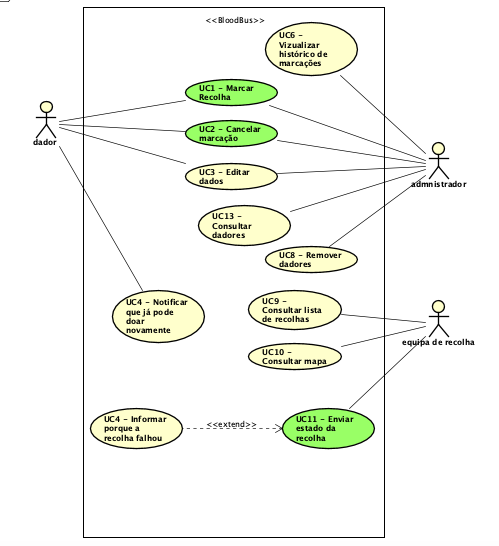 <<BloodBus>>
UC6 – 
Vizualizar
histórico de
marcações
UC1 – Marcar
Recolha
UC2 – Cancelar
marcação
dador
UC3 – Editar
dados
admnistrador
UC13 –
Consultar
dadores
UC8 – Remover
dadores
UC4 – Notificar
que já pode
doar
novamente
UC9 –
Consultar lista
de recolhas
equipa de recolha
UC10 –
Consultar mapa
UC4 – Informar
porque a
recolha falhou
<<extend>>
UC11 – Enviar
estado da
recolha